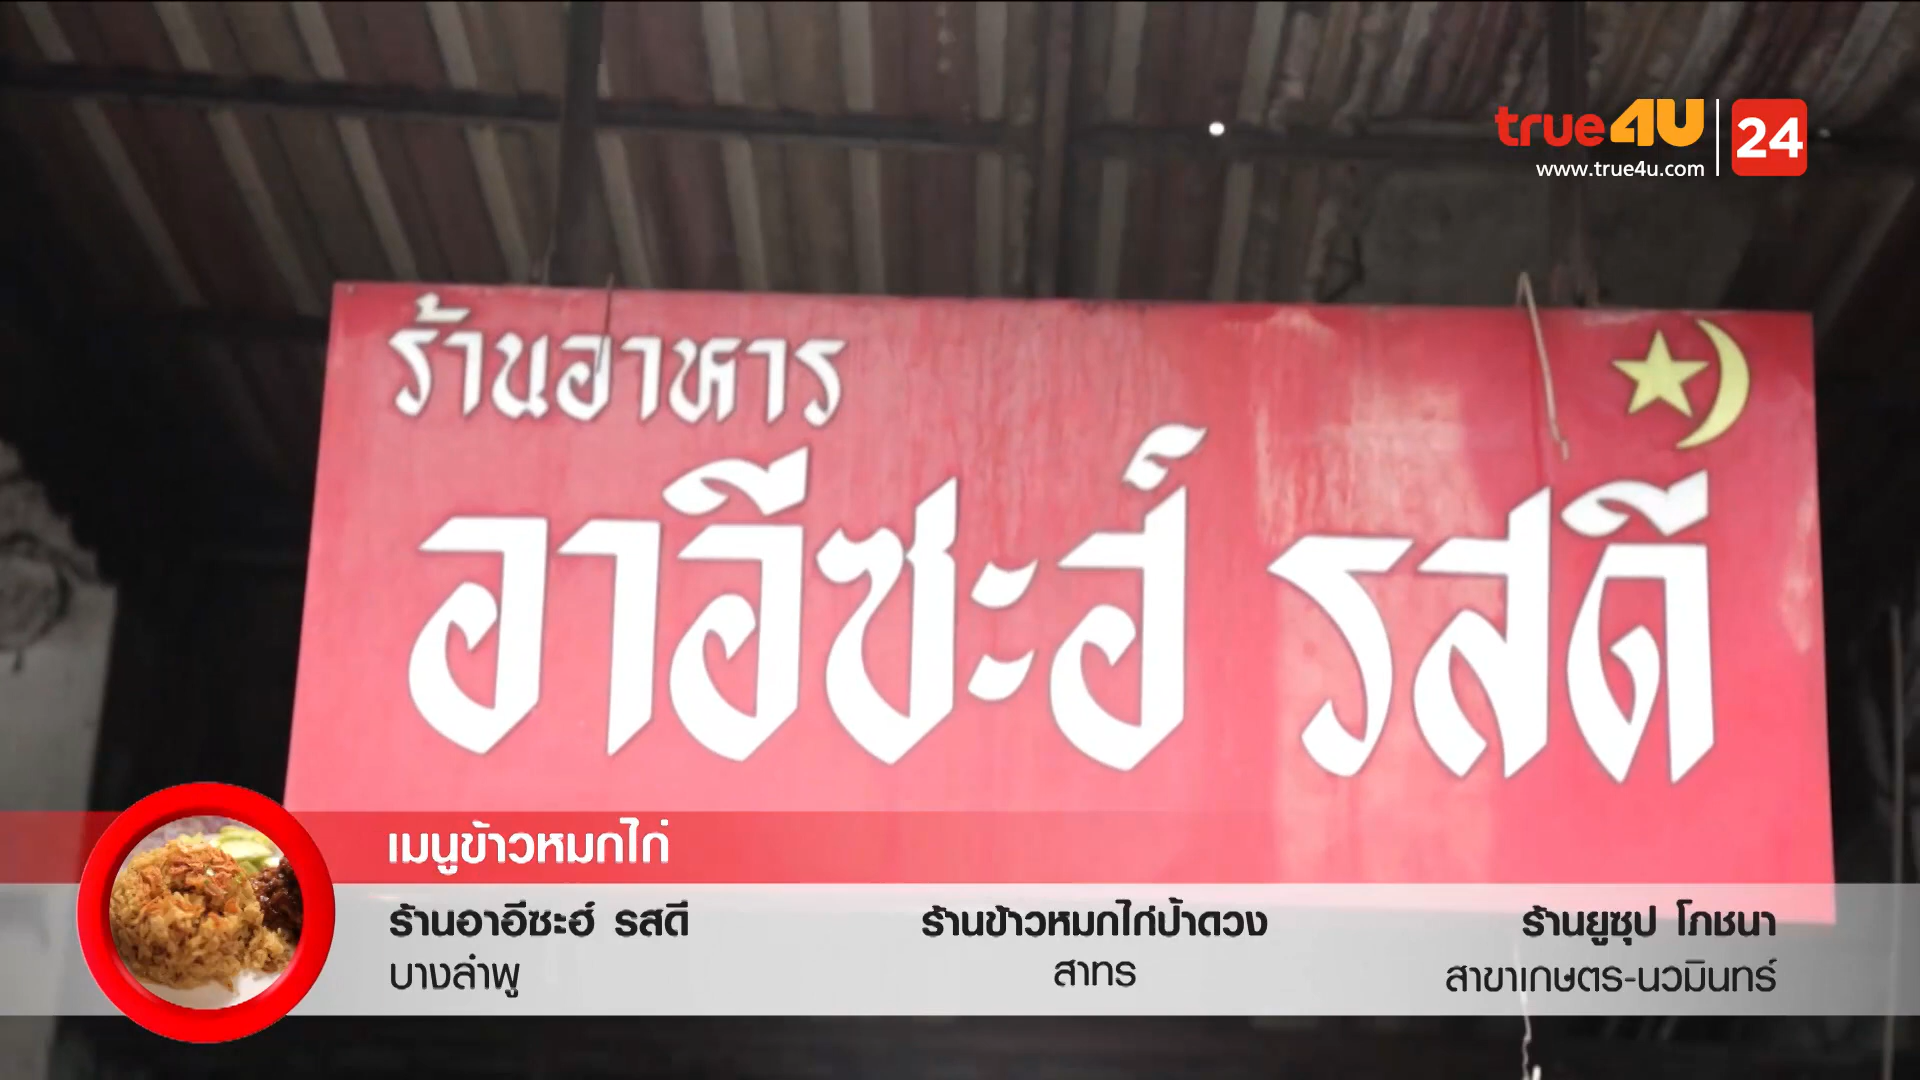 true4U 24
www.true4u.com
ร้านอาหาร
อาอีซะฮ์ รสดี
เมนูข้าวหมกไก่
ร้านอาอีซะฮ์ รสดี
บางลำพู
ร้านข้าวหมกไก่ป้าดวง
สาทร
ร้านยูซุป โภชนา
สาขาเกษตร-นวมินทร์